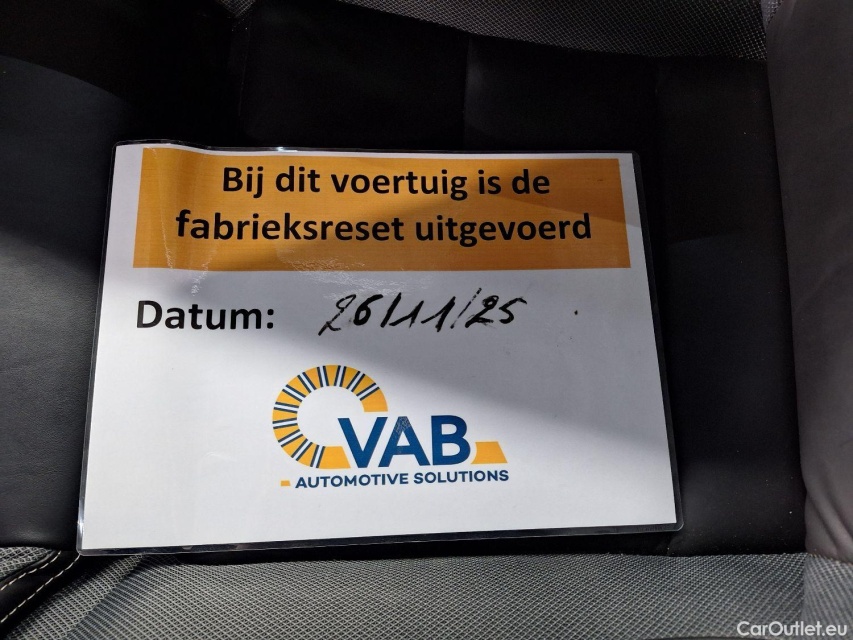 Bij dit voertuig is de
fabrieksreset uitgevoerd
Datum: 26/11/25
VAB
AUTOMOTIVE SOLUTIONS
CarOutlet.eu